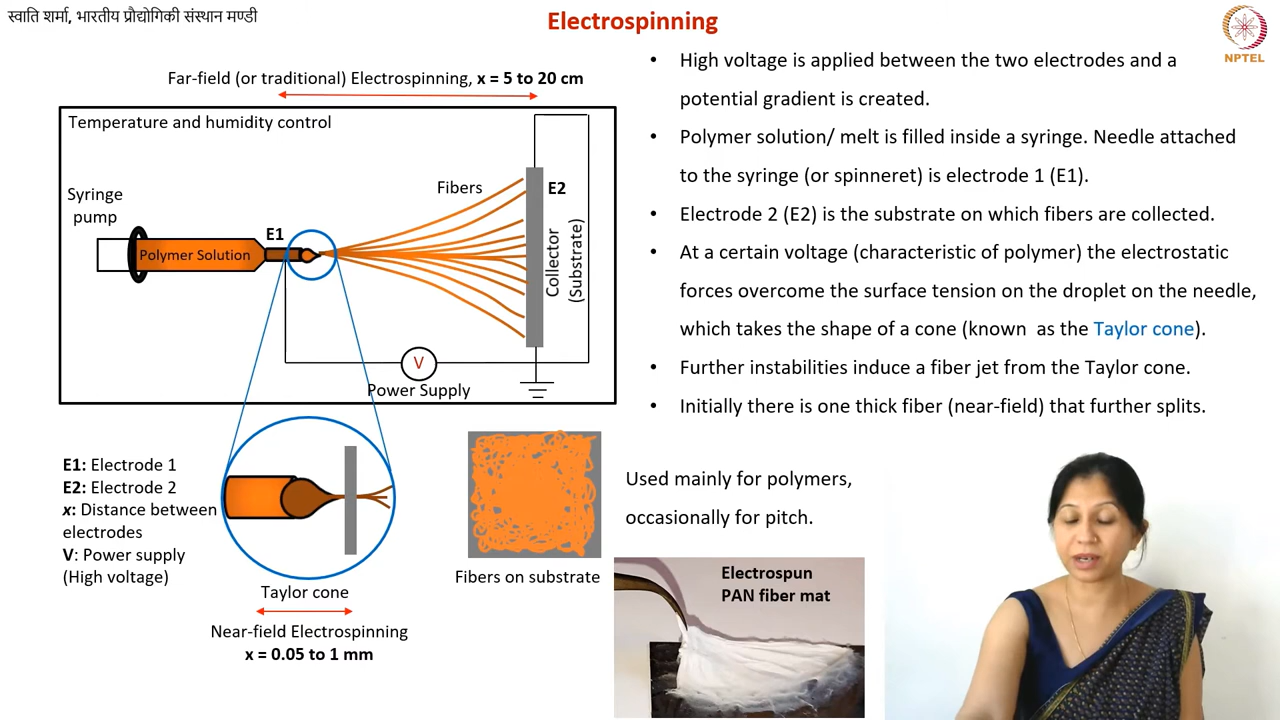 स्वाति शर्मा, भारतीय प्रौद्योगिकी संस्थान मण्डी
Electrospinning
NPTEL
Far-field (or traditional) Electrospinning, x = 5 to 20 cm
Temperature and humidity control
Syringe
pump
Fibers
E2
E1
Polymer Solution
Collector
(Substrate)
V
Power Supply
E1: Electrode 1
E2: Electrode 2
x: Distance between
electrodes
V: Power supply
(High voltage)
Taylor cone
Near-field Electrospinning
x = 0.05 to 1 mm
Fibers on substrate
• High voltage is applied between the two electrodes and a
potential gradient is created.
• Polymer solution/ melt is filled inside a syringe. Needle attached
to the syringe (or spinneret) is electrode 1 (E1).
• Electrode 2 (E2) is the substrate on which fibers are collected.
• At a certain voltage (characteristic of polymer) the electrostatic
forces overcome the surface tension on the droplet on the needle,
which takes the shape of a cone (known as the Taylor cone).
• Further instabilities induce a fiber jet from the Taylor cone.
• Initially there is one thick fiber (near-field) that further splits.
Used mainly for polymers,
occasionally for pitch.
Electrospun
PAN fiber mat